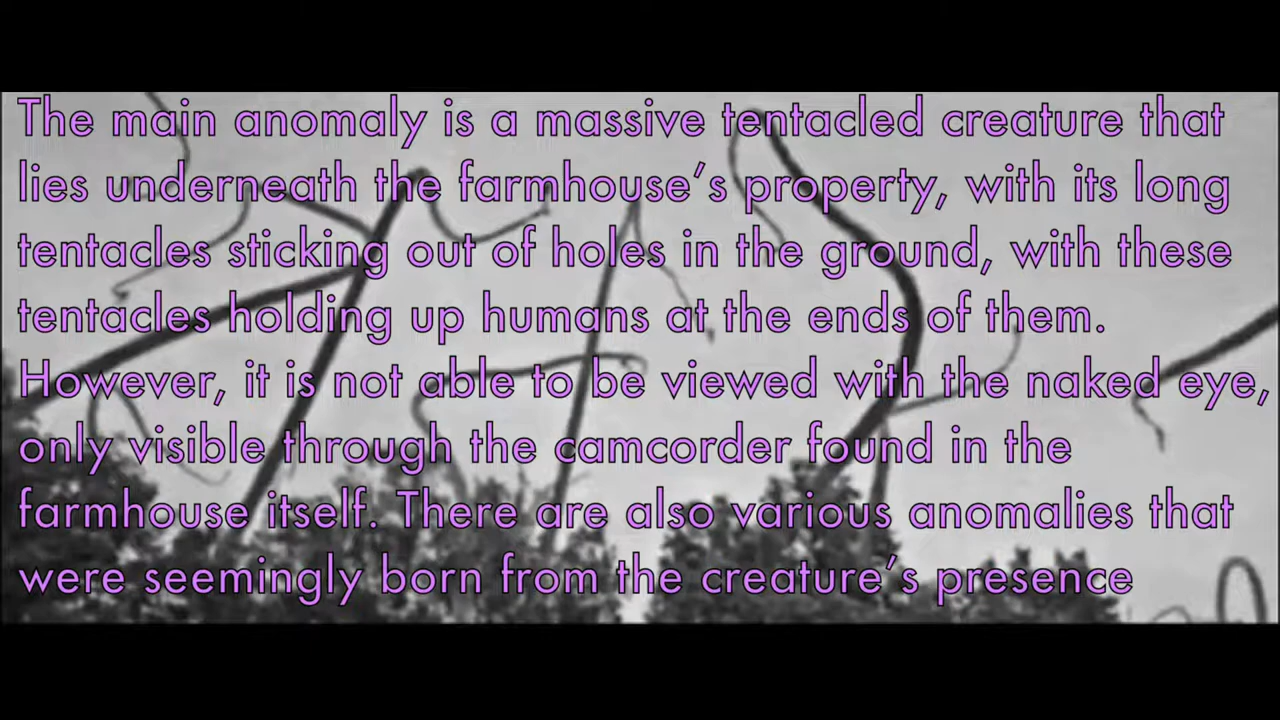 The main anomaly is a massive tentacled creature that
lies underneath the farmhouse’s property, with its long
tentacles sticking out of holes in the ground, with these
tentacles holding up humans at the ends of them.
However, it is not able to be viewed with the naked eye,
only visible through the camcorder found in the
farmhouse itself. There are also various anomalies that
were seemingly born from the creature’s presence